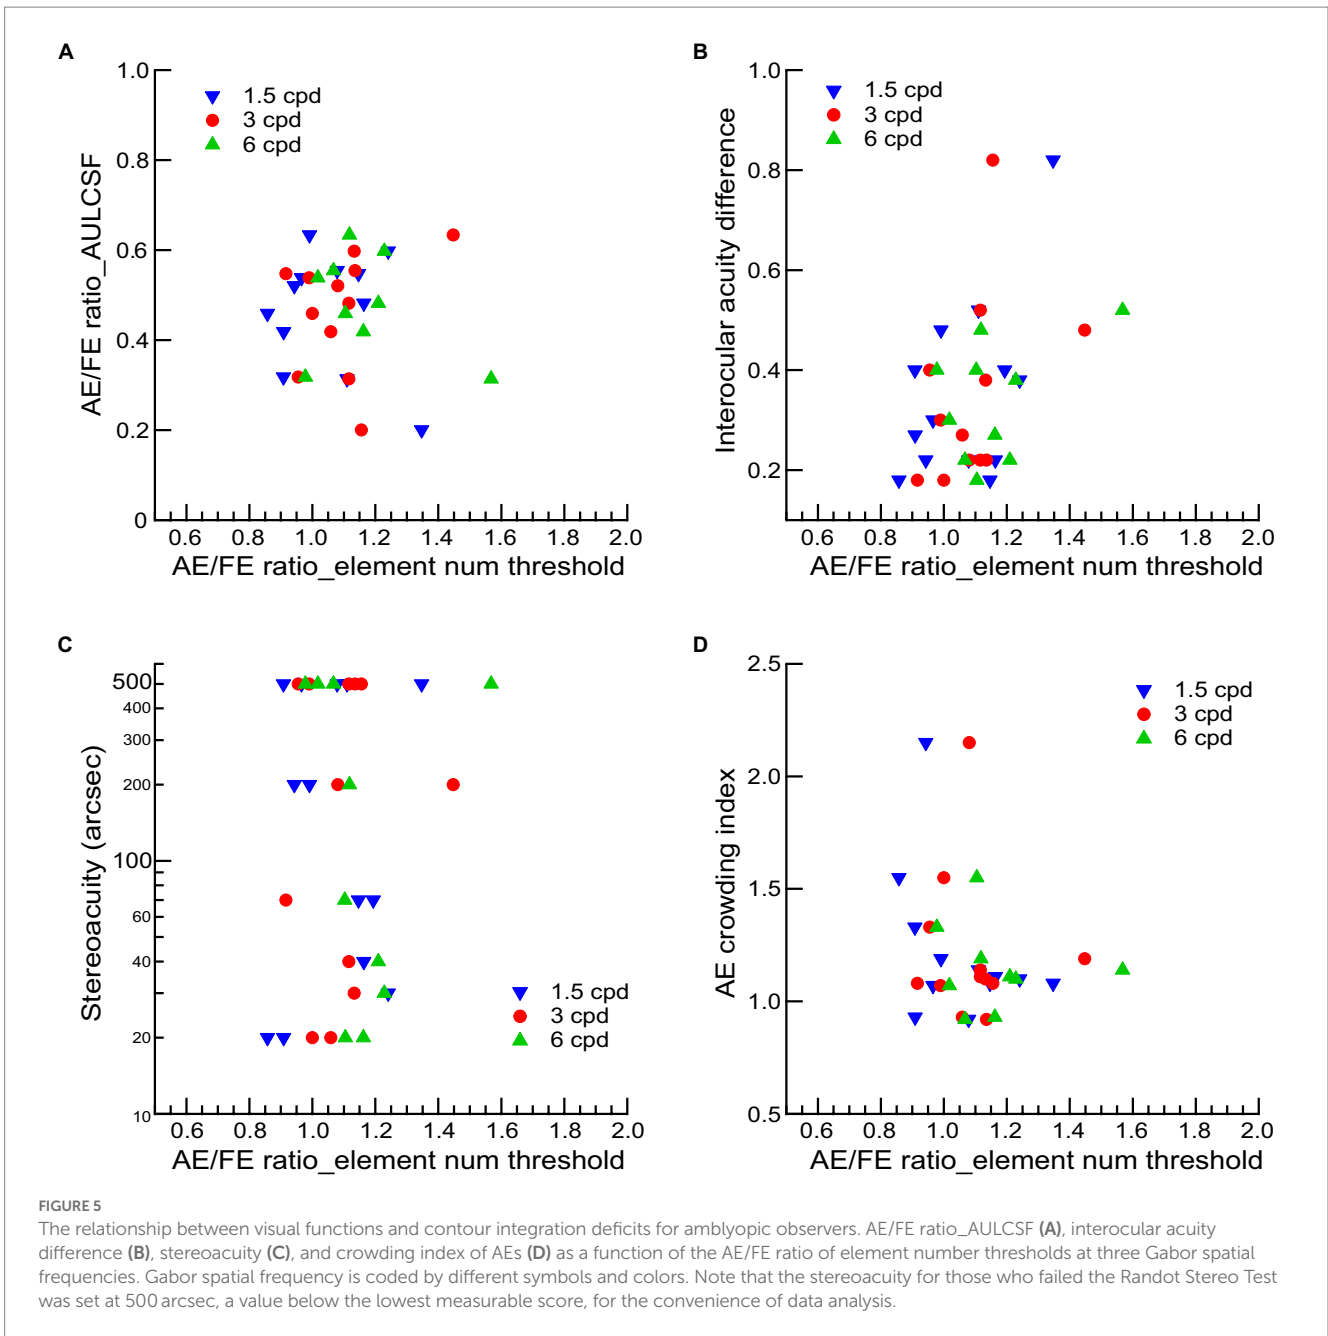 A
1.0
0.8
0.6
0.4
0.2
0
AE/FE ratio_AULCSF
1.5 cpd
3 cpd
6 cpd
0.6 0.8 1.0 1.2 1.4 1.6 1.8 2.0
AE/FE ratio_element num threshold
B
1.0
0.8
0.6
0.4
0.2
Interocular acuity difference
1.5 cpd
3 cpd
6 cpd
0.6 0.8 1.0 1.2 1.4 1.6 1.8 2.0
AE/FE ratio_element num threshold
C
500
400
300
200
100
80
60
40
20
10
Stereoacuity (arcsec)
1.5 cpd
3 cpd
6 cpd
0.6 0.8 1.0 1.2 1.4 1.6 1.8 2.0
AE/FE ratio_element num threshold
D
2.5
2.0
1.5
1.0
0.5
AE crowding index
1.5 cpd
3 cpd
6 cpd
0.6 0.8 1.0 1.2 1.4 1.6 1.8 2.0
AE/FE ratio_element num threshold
FIGURE 5
The relationship between visual functions and contour integration deficits for amblyopic observers. AE/FE ratio_AULCSF (A), interocular acuity
difference (B), stereoacuity (C), and crowding index of AEs (D) as a function of the AE/FE ratio of element number thresholds at three Gabor spatial
frequencies. Gabor spatial frequency is coded by different symbols and colors. Note that the stereoacuity for those who failed the Randot Stereo Test
was set at 500 arcsec, a value below the lowest measurable score, for the convenience of data analysis.